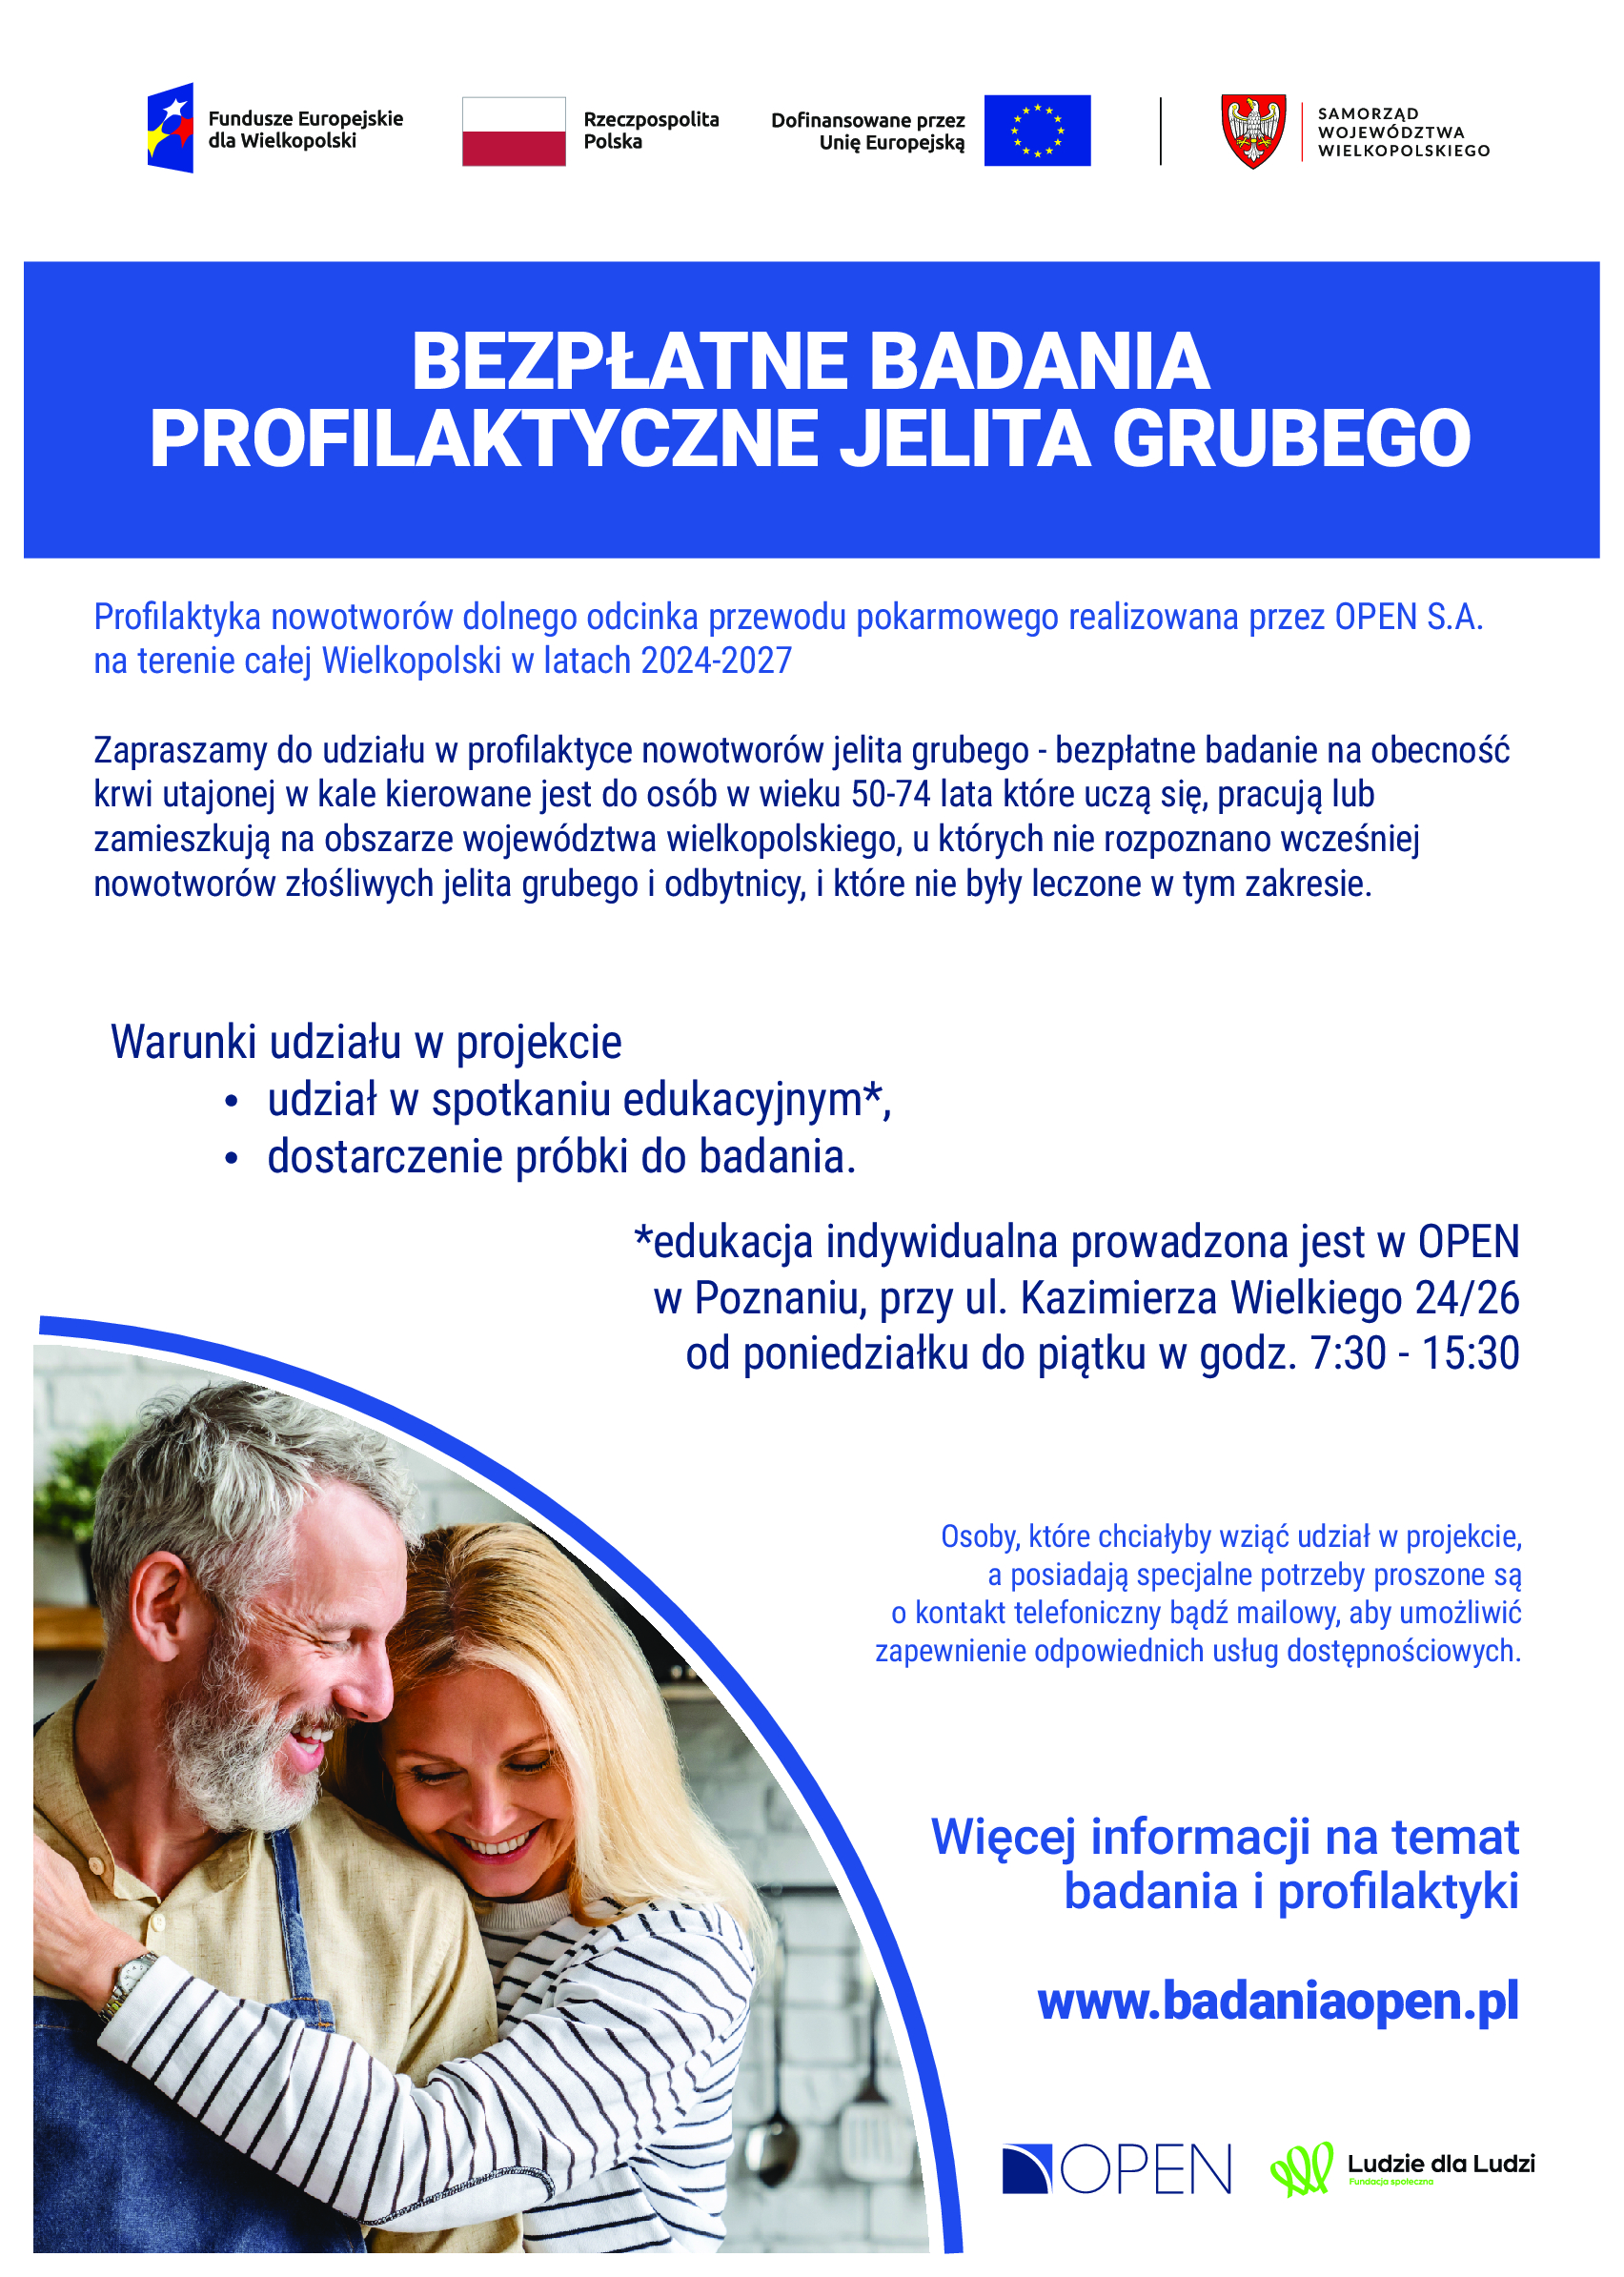 Fundusze Europejskie
dla Wielkopolski
Rzeczpospolita
Polska
Dofinansowane przez
Unię Europejską
SAMORZĄD
WOJEWÓDZTWA
WIELKOPOLSKIEGO
BEZPŁATNE BADANIA
PROFILAKTYCZNE JELITA GRUBEGO
Profilaktyka nowotworów dolnego odcinka przewodu pokarmowego realizowana przez OPEN S.A.
na terenie całej Wielkopolski w latach 2024-2027
Zapraszamy do udziału w profilaktyce nowotworów jelita grubego - bezpłatne badanie na obecność
krwi utajonej w kale kierowane jest do osób w wieku 50-74 lata które uczą się, pracują lub
zamieszkują na obszarze województwa wielkopolskiego, u których nie rozpoznano wcześniej
nowotworów złośliwych jelita grubego i odbytnicy, i które nie były leczone w tym zakresie.
Warunki udziału w projekcie
• udział w spotkaniu edukacyjnym*,
• dostarczenie próbki do badania.
*edukacja indywidualna prowadzona jest w OPEN
w Poznaniu, przy ul. Kazimierza Wielkiego 24/26
od poniedziałku do piątku w godz. 7:30 - 15:30
Osoby, które chciałyby wziąć udział w projekcie,
a posiadają specjalne potrzeby proszone są
o kontakt telefoniczny bądź mailowy, aby umożliwić
zapewnienie odpowiednich usług dostępnościowych.
Więcej informacji na temat
badania i profilaktyki
www.badaniaopen.pl
OPEN
Ludzie dla Ludzi
Fundacja społeczna